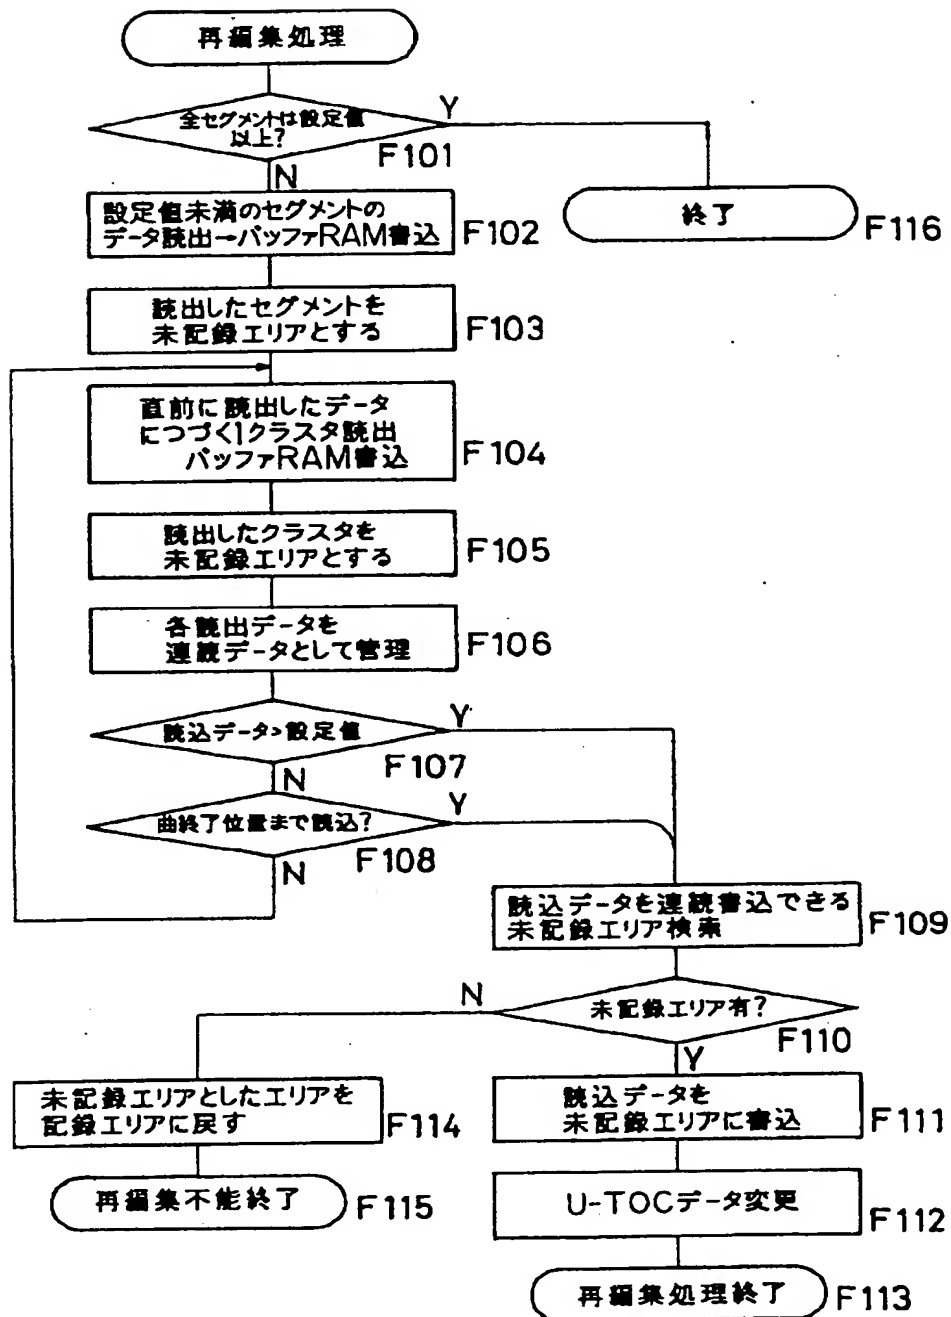 再編集処理
全セグメントは設定値
以上?
Y
F101
N
設定値未満のセグメントの
データ読出→バッファRAM書込
F102
終了
F116
読出したセグメントを
未記録エリアとする
F103
直前に読出したデータ
につづく1クラスタ読出
バッファRAM書込
F104
読出したクラスタを
未記録エリアとする
F105
各読出データを
連続データとして管理
F106
読込データ>設定値
Y
F107
N
曲終了位置まで読込?
Y
F108
N
読込データを連続書込できる
未記録エリア検索
F109
未記録エリア有?
N
F110
Y
未記録エリアとしたエリアを
記録エリアに戻す
F114
読込データを
未記録エリアに書込
F111
再編集不能終了
F115
U-TOCデータ変更
F112
再編集処理終了
F113